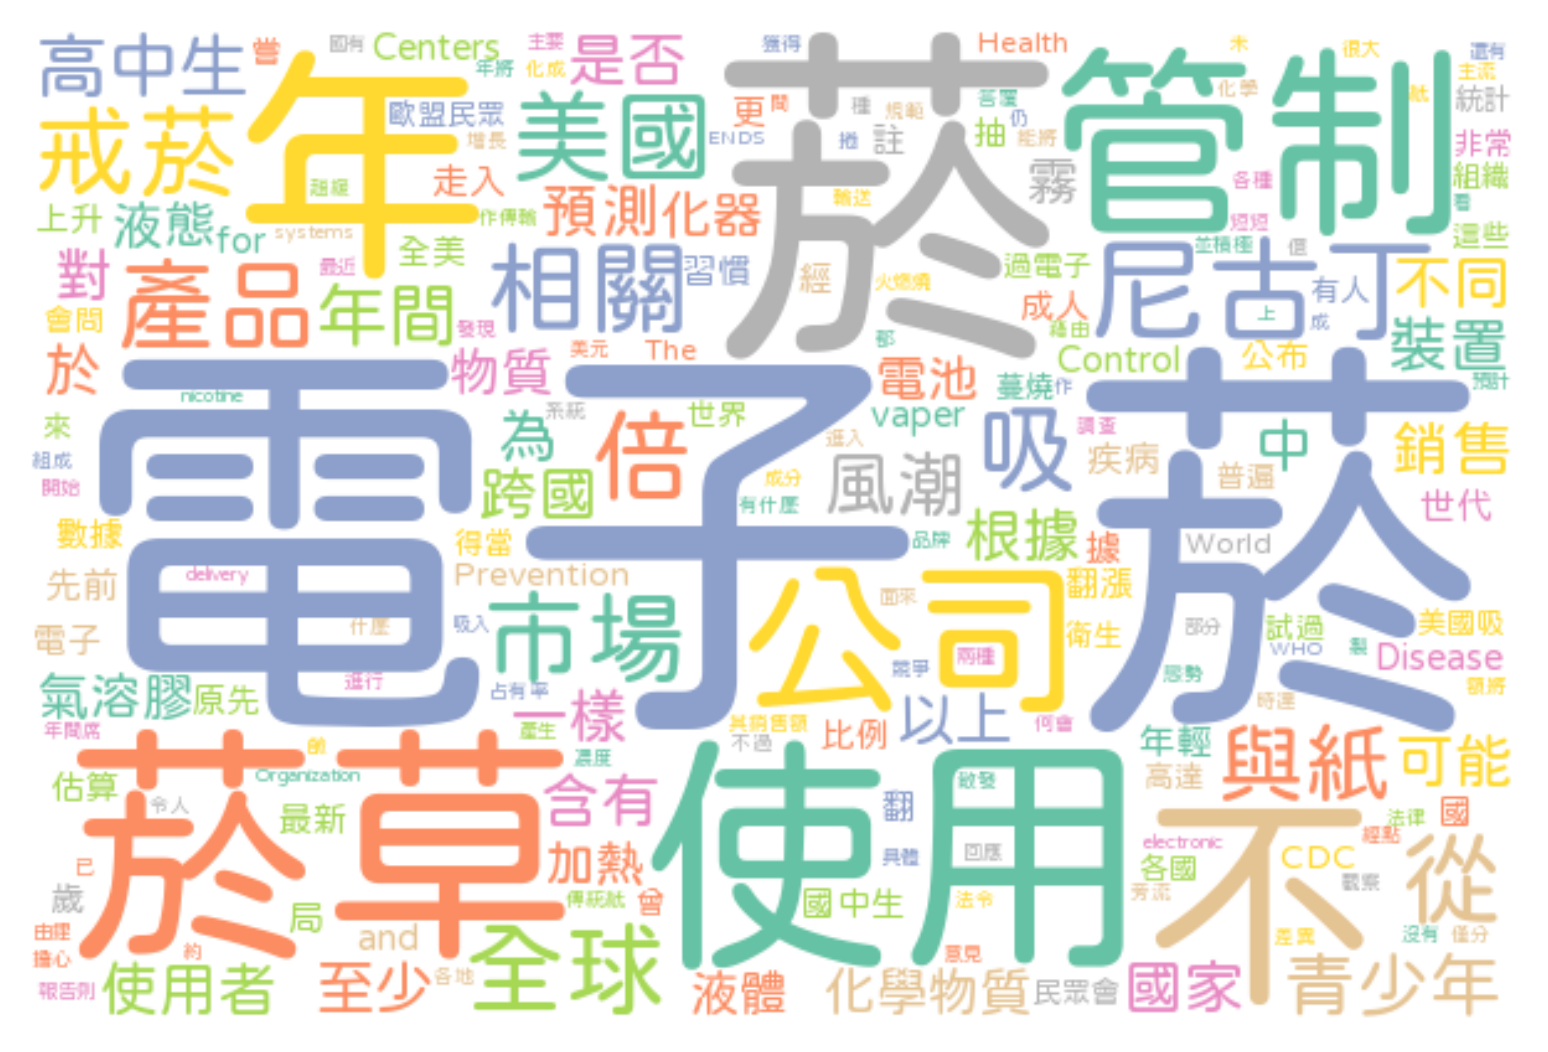 高中生
嘗
年
國有
Centers
年將
主要
化成
是否
獲得
菸
Health
管制
未
很大
還有
主流
統計
戒菸
歐盟民眾
增長
美國
ENDS
更
間
種
規範
捲
註
答覆
仍
抽
能將
化學
非常
組織
上升
液態
for
超級
systems
走入
作傳輸
預測
化器
輸送
霧
各種
短短
看
這些
對
產品
最近
全美
年間
發現
相關
習慣
經
火燃燒
過電子
成人
藉由
並積極
值
尼古丁
上
有人
成
不同
裝置
會問
於
電子菸
nicotine
物質
美元
The
系統
世界
電池
vaper
Control
公布
蔓燒
作
預計
來
組成
開始
為
跨國
倍
進入
成分
有什麼
風潮
吸
調查
疾病
中
普遍
銷售
世代
數據
先前
delivery
得當
Prevention
品牌
根據
據
World
電子
什麼
吸入
市場
公司
面來
兩種
競爭
翻漲
衛生
部分
試過
WHO
製
美國吸
Disease
氣溶膠
原先
進行
占有率
一樣
產生
其銷售額
不過
比例
以上
何會
恐勢
時達
額將
年間席
菸草
Organization
濃度
估算
令人
最新
含有
使用
翻
啟發
年輕
高達
與紙
可能
已
歲
加熱
傳統紙
曾
國中生
具體
回應
法令
electronic
各國
旁流
不
CDC
觀察
經點
法律
國
從
由鋰
擔心
約
局
and
報告則
使用者
至少
各地
全球
液體
意見
化學物質
民眾會
國家
差異
沒有
僅分
青少年